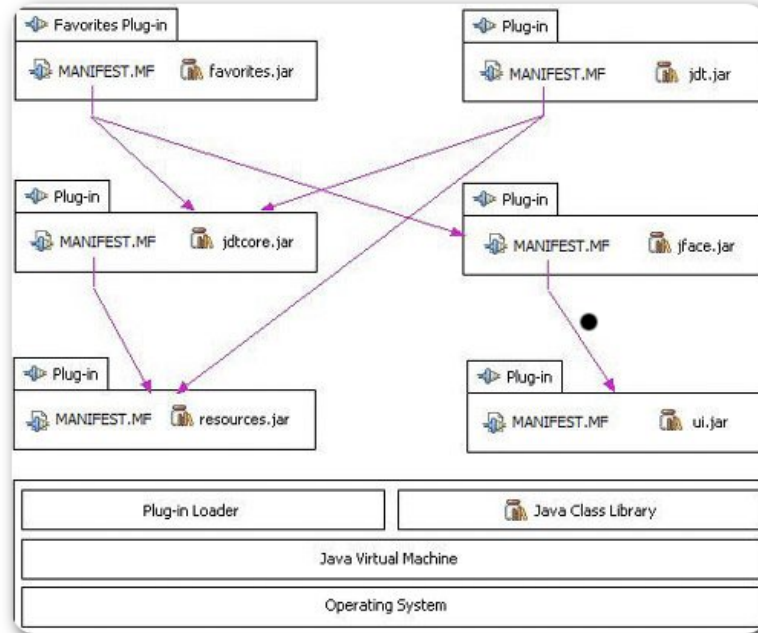 Favorites Plug-in
MANIFEST.MF favorites.jar
Plug-in
MANIFEST.MF jdt.jar
Plug-in
MANIFEST.MF jdtcore.jar
Plug-in
MANIFEST.MF jface.jar
Plug-in
MANIFEST.MF resources.jar
Plug-in
MANIFEST.MF ui.jar
Plug-in Loader
Java Class Library
Java Virtual Machine
Operating System